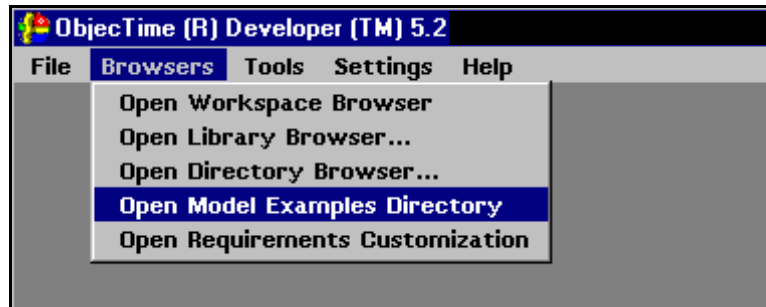 ObjecTime (R) Developer (TM) 5.2
File Browsers Tools Settings Help
Open Workspace Browser
Open Library Browser...
Open Directory Browser...
Open Model Examples Directory
Open Requirements Customization